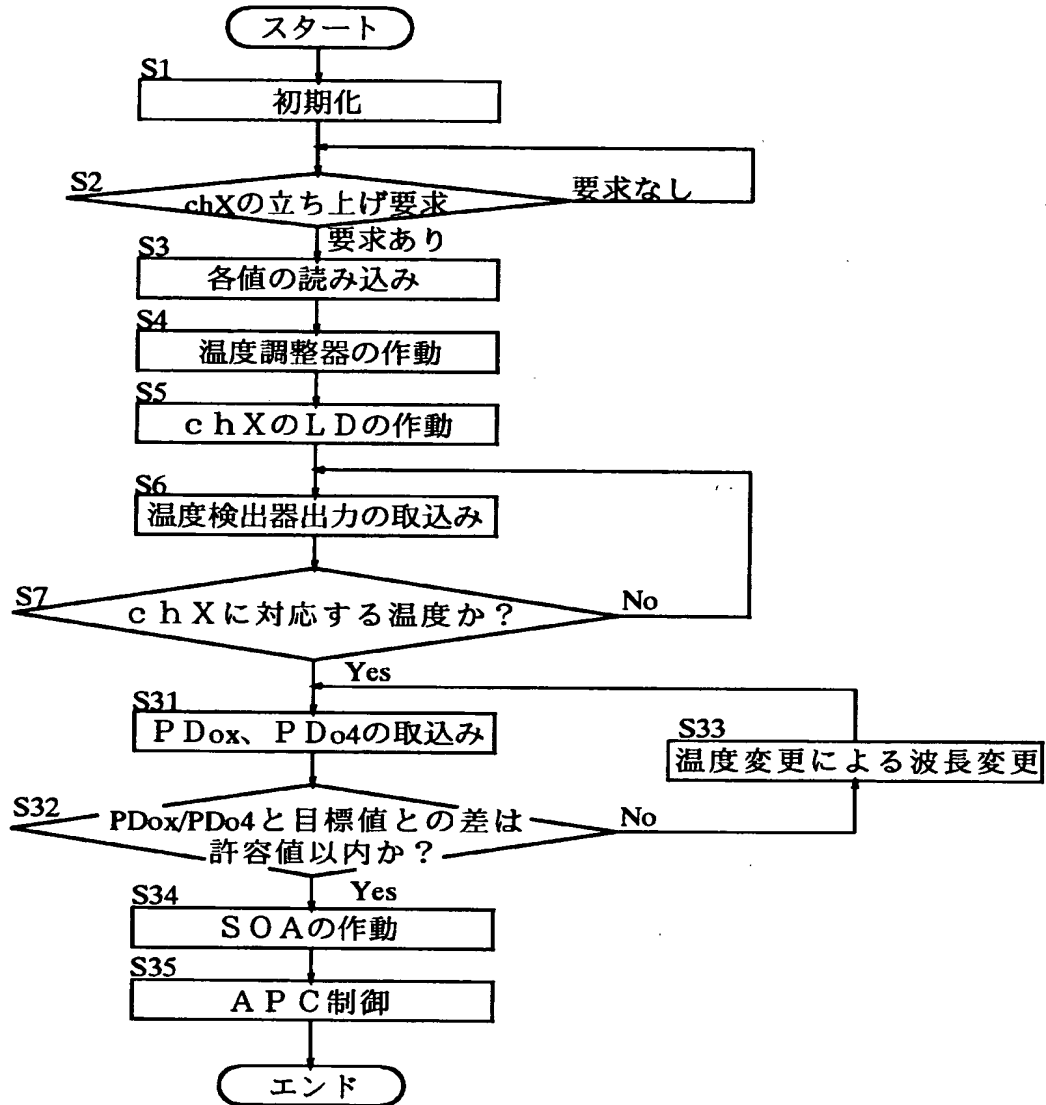 スタート
S1
初期化
S2
chXの立ち上げ要求
要求なし
要求あり
S3
各値の読み込み
S4
温度調整器の作動
S5
chXのLDの作動
S6
温度検出器出力の取込み
S7
chXに対応する温度か？
No
Yes
S31
PDox、PDo4の取込み
S33
温度変更による波長変更
S32
PDox/PDo4と目標値との差は
許容値以内か？
No
Yes
S34
SOAの作動
S35
APC制御
エンド